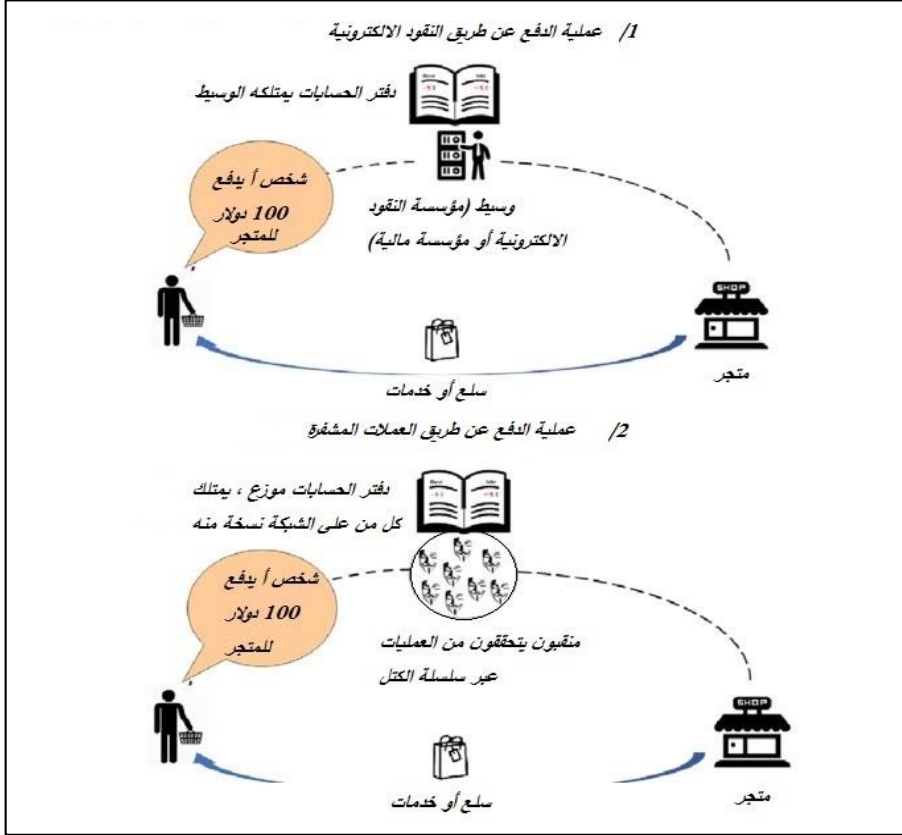 1/ عملية الدفع عن طريق النقود الالكترونية
دفتر الحسابات يمتلكه الوسيط
شخص أ يدفع
100 دولار
للمتجر
وسيط (مؤسسة النقود
الالكترونية أو مؤسسة مالية)
SHOP
متجر
سلع أو خدمات
2/ عملية الدفع عن طريق العملات المشفرة
دفتر الحسابات موزع ، يمتلك
كل من على الشبكة نسخة منه
شخص أ يدفع
100 دولار
للمتجر
منقبون يتحققون من العمليات
عبر سلسلة الكتل
SHOP
متجر
سلع أو خدمات